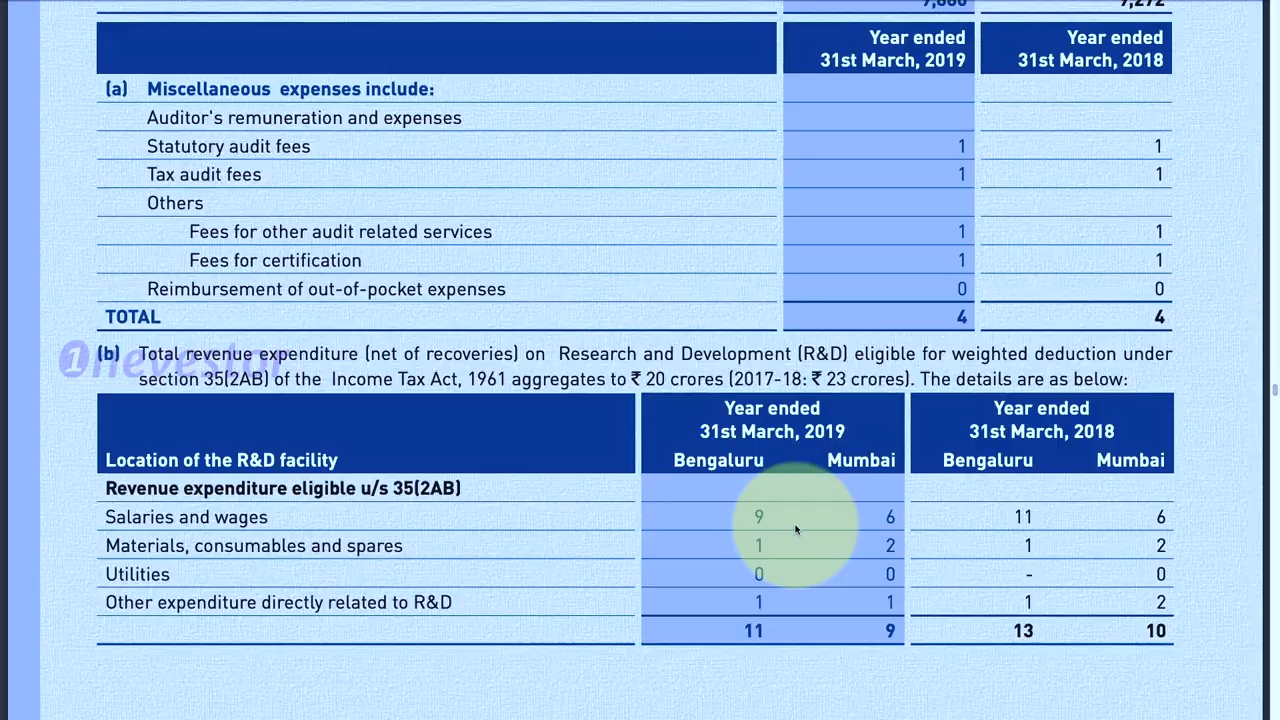 7,880 7,272
Year ended Year ended
31st March, 2019 31st March, 2018
(a) Miscellaneous expenses include:
Auditor's remuneration and expenses
Statutory audit fees 1 1
Tax audit fees 1 1
Others
Fees for other audit related services 1 1
Fees for certification 1 1
Reimbursement of out-of-pocket expenses 0 0
TOTAL 4 4
1nevestor
(b) Total revenue expenditure (net of recoveries) on Research and Development (R&D) eligible for weighted deduction under
section 35(2AB) of the Income Tax Act, 1961 aggregates to ₹ 20 crores (2017-18: ₹ 23 crores). The details are as below:
Year ended Year ended
31st March, 2019 31st March, 2018
Location of the R&D facility Bengaluru Mumbai Bengaluru Mumbai
Revenue expenditure eligible u/s 35(2AB)
Salaries and wages 9 6 11 6
Materials, consumables and spares 1 2 1 2
Utilities 0 0 - 0
Other expenditure directly related to R&D 1 1 1 2
11 9 13 10